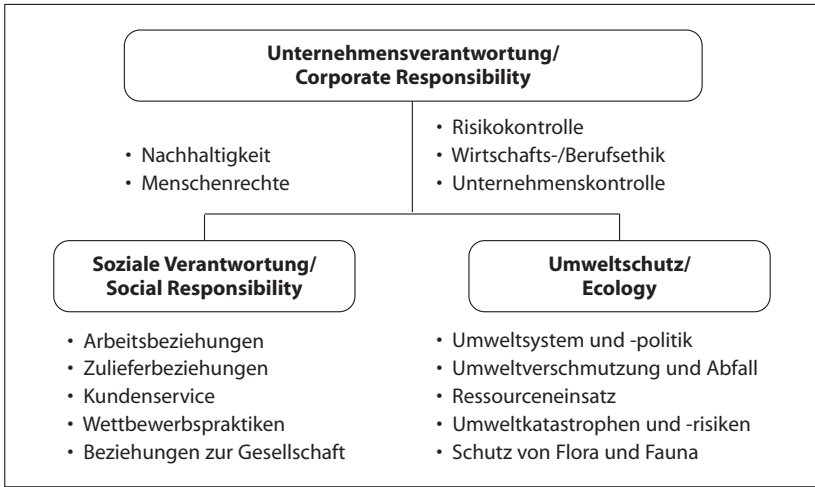 Unternehmensverantwortung/
Corporate Responsibility
• Nachhaltigkeit
• Menschenrechte
• Risikokontrolle
• Wirtschafts-/Berufsethik
• Unternehmenskontrolle
Soziale Verantwortung/
Social Responsibility
• Arbeitsbeziehungen
• Zulieferbeziehungen
• Kundenservice
• Wettbewerbspraktiken
• Beziehungen zur Gesellschaft
Umweltschutz/
Ecology
• Umweltsystem und -politik
• Umweltverschmutzung und Abfall
• Ressourceneinsatz
• Umweltkatastrophen und -risiken
• Schutz von Flora und Fauna